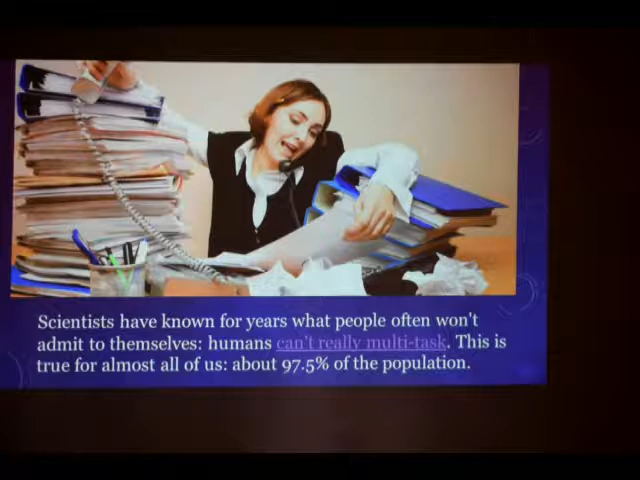 Scientists have known for years what people often won't
admit to themselves: humans can't really multi-task. This is
true for almost all of us: about 97.5% of the population.